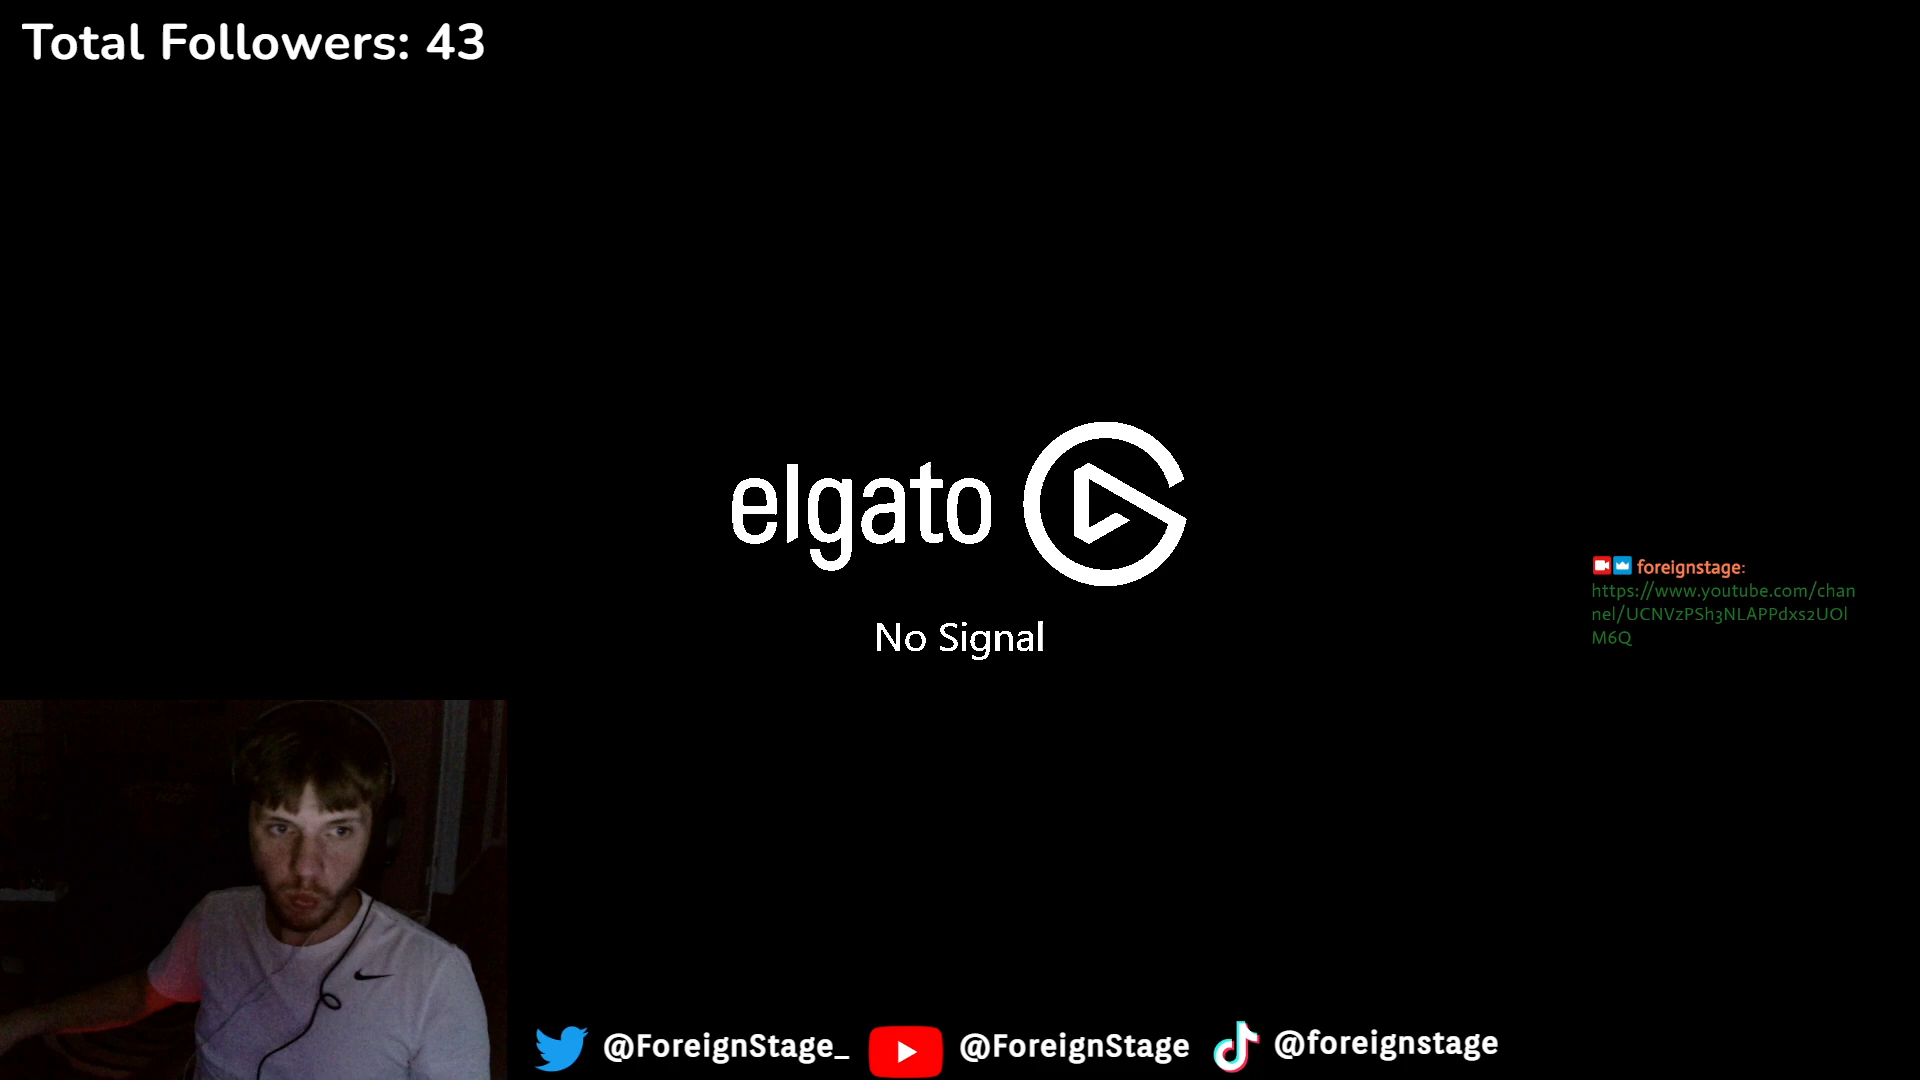 Total Followers: 43
elgato
No Signal
foreignstage:
https://www.youtube.com/chan
nel/UCNVzPSh3NLAPPdxs2UOl
M6Q
@ForeignStage_ @ForeignStage @foreignstage